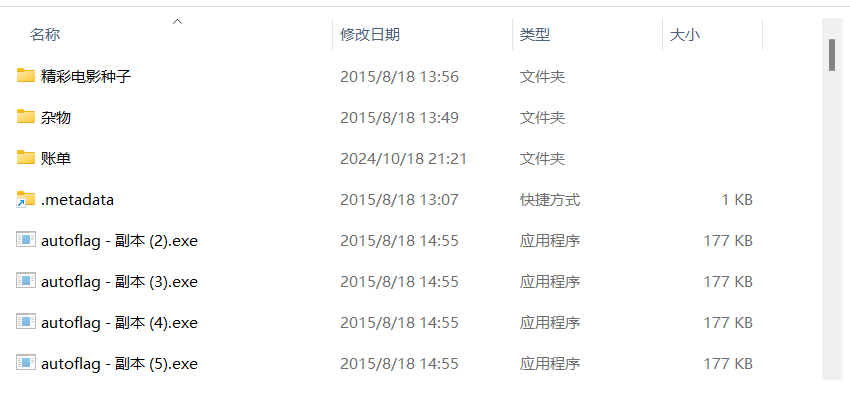 名称 修改日期 类型 大小
精彩电影种子 2015/8/18 13:56 文件夹
杂物 2015/8/18 13:49 文件夹
账单 2024/10/18 21:21 文件夹
.metadata 2015/8/18 13:07 快捷方式 1 KB
autoflag - 副本 (2).exe 2015/8/18 14:55 应用程序 177 KB
autoflag - 副本 (3).exe 2015/8/18 14:55 应用程序 177 KB
autoflag - 副本 (4).exe 2015/8/18 14:55 应用程序 177 KB
autoflag - 副本 (5).exe 2015/8/18 14:55 应用程序 177 KB